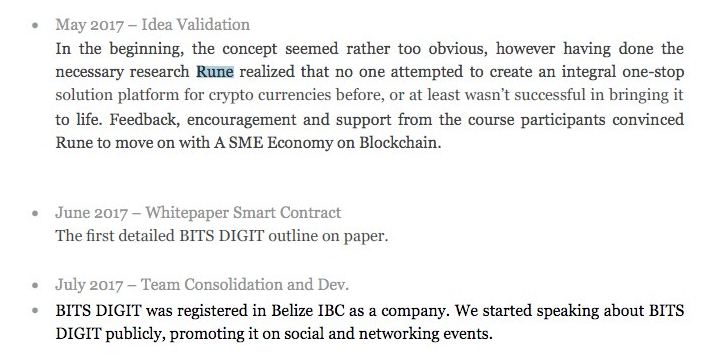 May 2017 – Idea Validation
In the beginning, the concept seemed rather too obvious, however having done the
necessary research Rune realized that no one attempted to create an integral one-stop
solution platform for crypto currencies before, or at least wasn't successful in bringing it
to life. Feedback, encouragement and support from the course participants convinced
Rune to move on with A SME Economy on Blockchain.
June 2017 – Whitepaper Smart Contract
The first detailed BITS DIGIT outline on paper.
July 2017 – Team Consolidation and Dev.
BITS DIGIT was registered in Belize IBC as a company. We started speaking about BITS
DIGIT publicly, promoting it on social and networking events.